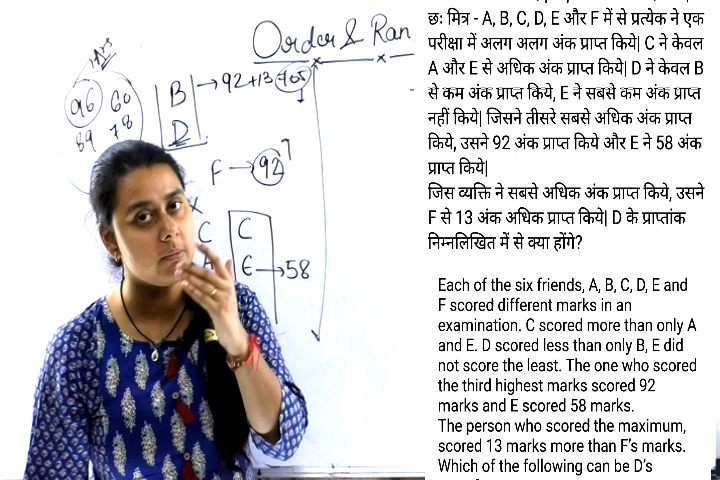 Order & Ran
96 60
89 78
B → 92+13=105
D
F → 92
C C
A E → 58
छः मित्र - A, B, C, D, E और F में से प्रत्येक ने एक
परीक्षा में अलग अलग अंक प्राप्त किये| C ने केवल
A और E से अधिक अंक प्राप्त किये| D ने केवल B
से कम अंक प्राप्त किये, E ने सबसे कम अंक प्राप्त
नहीं किये| जिसने तीसरे सबसे अधिक अंक प्राप्त
किये, उसने 92 अंक प्राप्त किये और E ने 58 अंक
प्राप्त किये|
जिस व्यक्ति ने सबसे अधिक अंक प्राप्त किये, उसने
F से 13 अंक अधिक प्राप्त किये| D के प्राप्तांक
निम्नलिखित में से क्या होंगे?
Each of the six friends, A, B, C, D, E and
F scored different marks in an
examination. C scored more than only A
and E. D scored less than only B, E did
not score the least. The one who scored
the third highest marks scored 92
marks and E scored 58 marks.
The person who scored the maximum,
scored 13 marks more than F's marks.
Which of the following can be D's